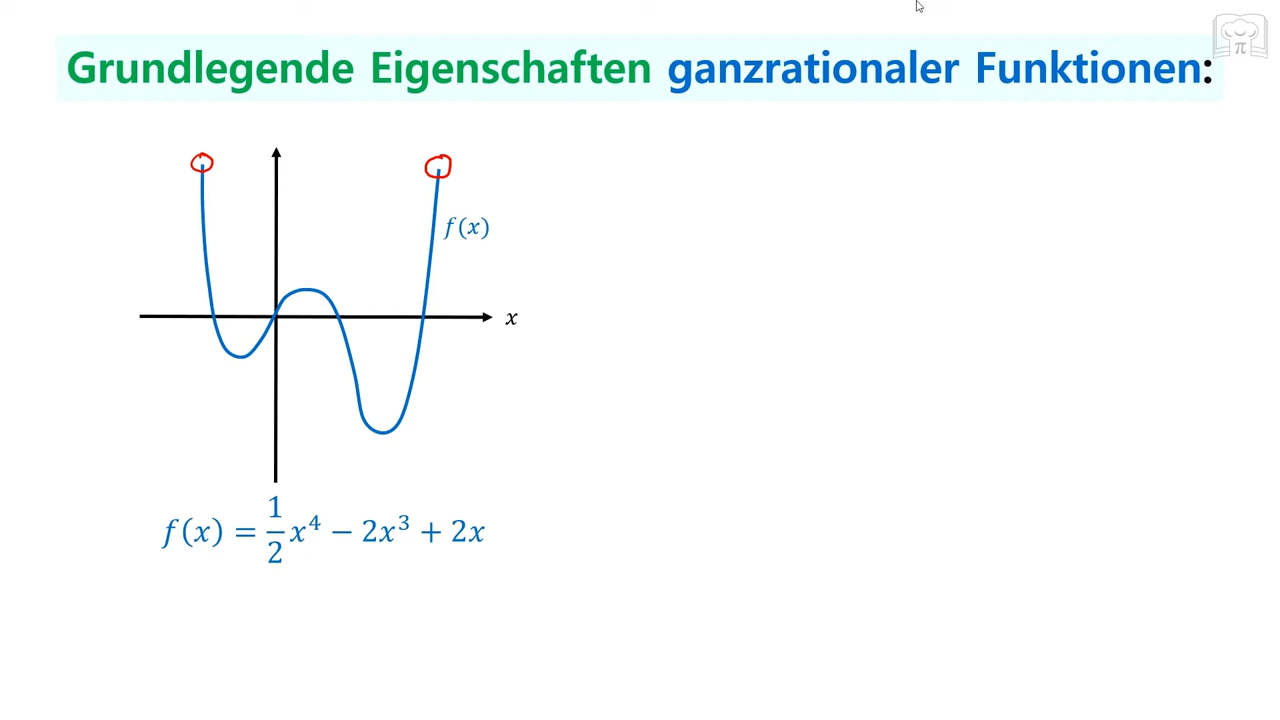 Grundlegende Eigenschaften ganzrationaler Funktionen:
π
f(x)
x
f(x) = 1/2 x⁴ − 2x³ + 2x